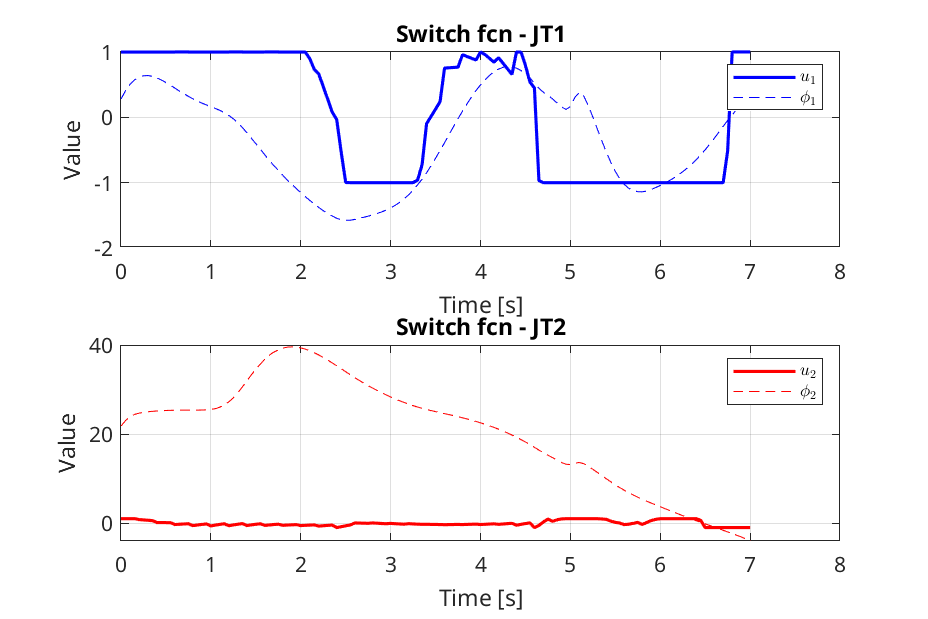 Switch fcn - JT1
Value
1
0
-1
-2
u1
ϕ1
0 1 2 3 4 5 6 7 8
Time [s]
Switch fcn - JT2
Value
40
20
0
u2
ϕ2
0 1 2 3 4 5 6 7 8
Time [s]